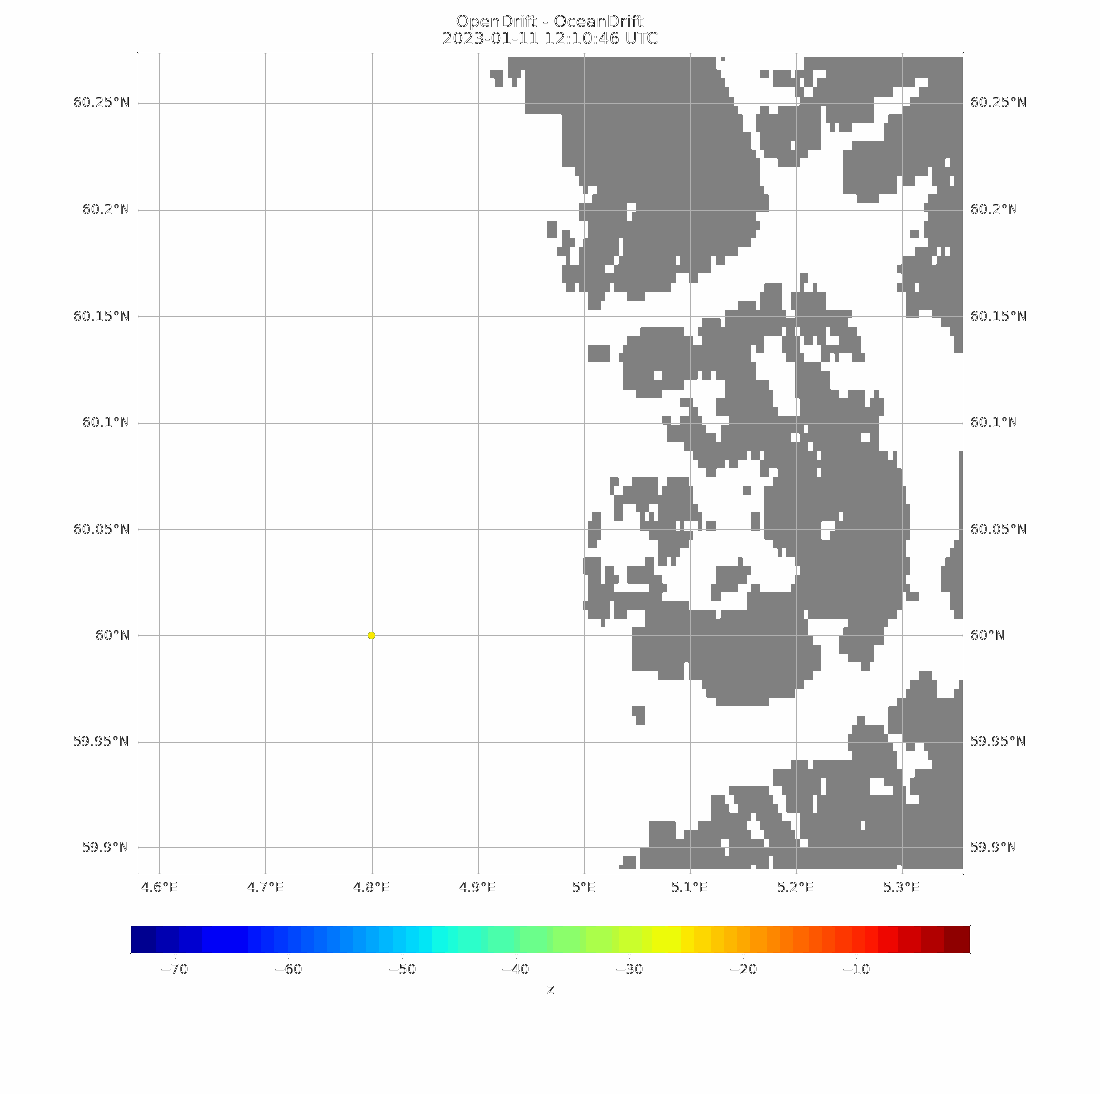 OpenDrift - OceanDrift
2023-01-11 12:10:46 UTC
60.25°N 60.25°N
60.2°N 60.2°N
60.15°N 60.15°N
60.1°N 60.1°N
60.05°N 60.05°N
60°N 60°N
59.95°N 59.95°N
59.9°N 59.9°N
4.6°E 4.7°E 4.8°E 4.9°E 5°E 5.1°E 5.2°E 5.3°E
−70 −60 −50 −40 −30 −20 −10
z